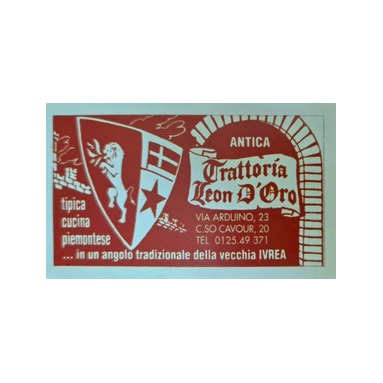 ANTICA
Trattoria
Leon D'Oro
VIA ARDUINO, 23
C.SO CAVOUR, 20
TEL. 0125.49 371
tipica
cucina
piemontese
... in un angolo tradizionale della vecchia IVREA